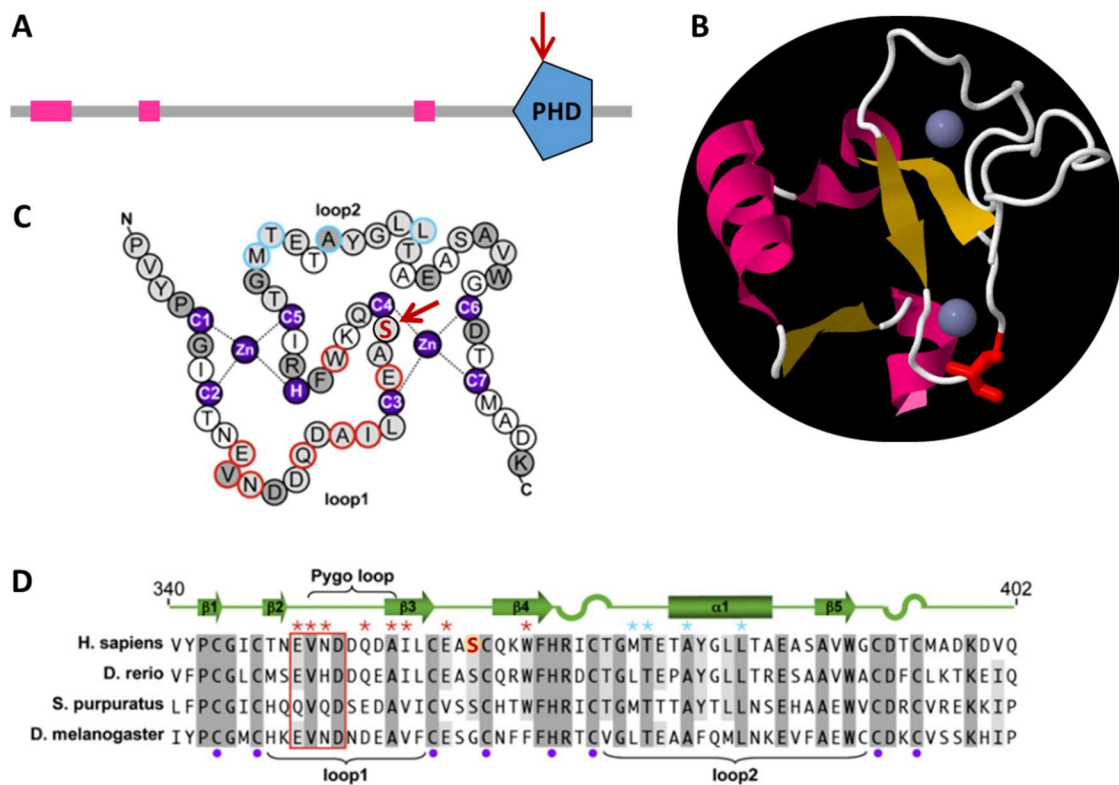 A
PHD
B
C
loop2
N
P V Y P C1 G I C2 T N E V N D D Q D A I L C3 E A S C4 Q K W F H R I C5 T G M T E T A Y G L L T A E A S A V W G C6 D T C7 M A D K
Zn
Zn
C
loop1
D
Pygo loop
340
402
β1 β2 β3 β4 α1 β5
*** * ** * * ** * *
H. sapiens VYPCGICTNEVNDDQDAILCEASCQKWFHRICTGMTETAYGLLTAEASAVWGCDTCMADKDVQ
D. rerio VFPCGLCMSEVHDDQEAILCEASCQRWFHRDCTGLTEPAYGLLTRESAAVWACDFCLKTKEIQ
S. purpuratus LFPCGICHQQVQDSEDAVICVSSCHTWFHRVCTGMTTTAYTLLNSEHAAEWVCDRCVREKKIP
D. melanogaster IYPCGMCHKEVNDNDEAVFCESGCNFFFHRTCVGLTEAAFQMLNKEVFAEWCCDKCVSSKHIP
loop1
loop2